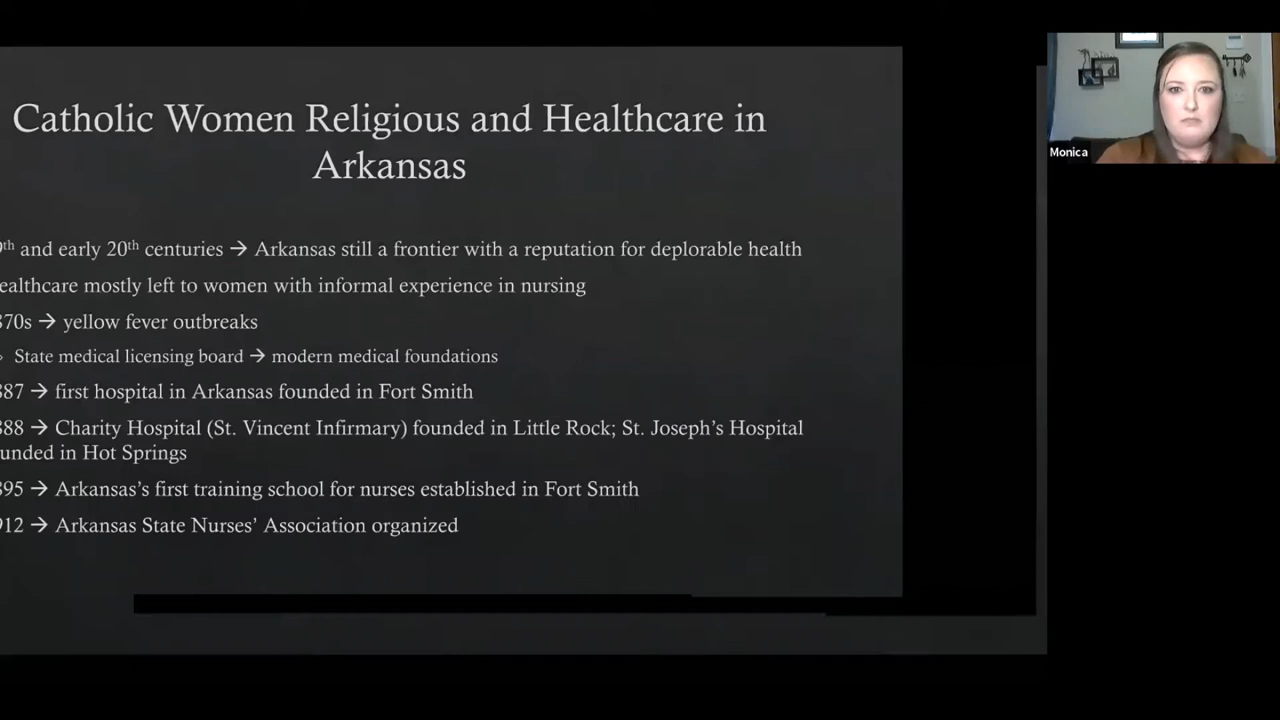 Catholic Women Religious and Healthcare in
Arkansas
9th and early 20th centuries → Arkansas still a frontier with a reputation for deplorable health
ealthcare mostly left to women with informal experience in nursing
370s → yellow fever outbreaks
State medical licensing board → modern medical foundations
387 → first hospital in Arkansas founded in Fort Smith
388 → Charity Hospital (St. Vincent Infirmary) founded in Little Rock; St. Joseph's Hospital
unded in Hot Springs
395 → Arkansas's first training school for nurses established in Fort Smith
912 → Arkansas State Nurses' Association organized
Monica